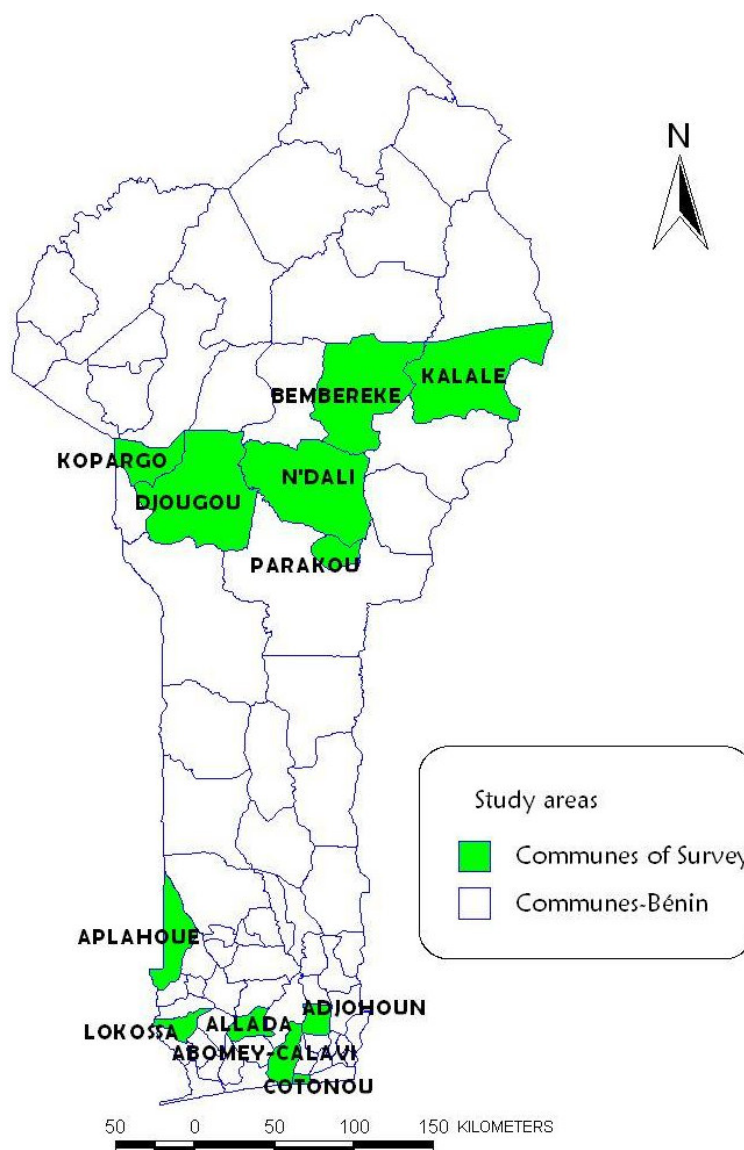 N
KALALE
BEMBEREKE
KOPARGO
N'DALI
DJOUGOU
PARAKOU
Study areas
Communes of Survey
Communes-Bénin
APLAHOUE
ADJOHOUN
ALLADA
LOKOSSA
ABOMEY-CALAVI
COTONOU
50 0 50 100 150 KILOMETERS